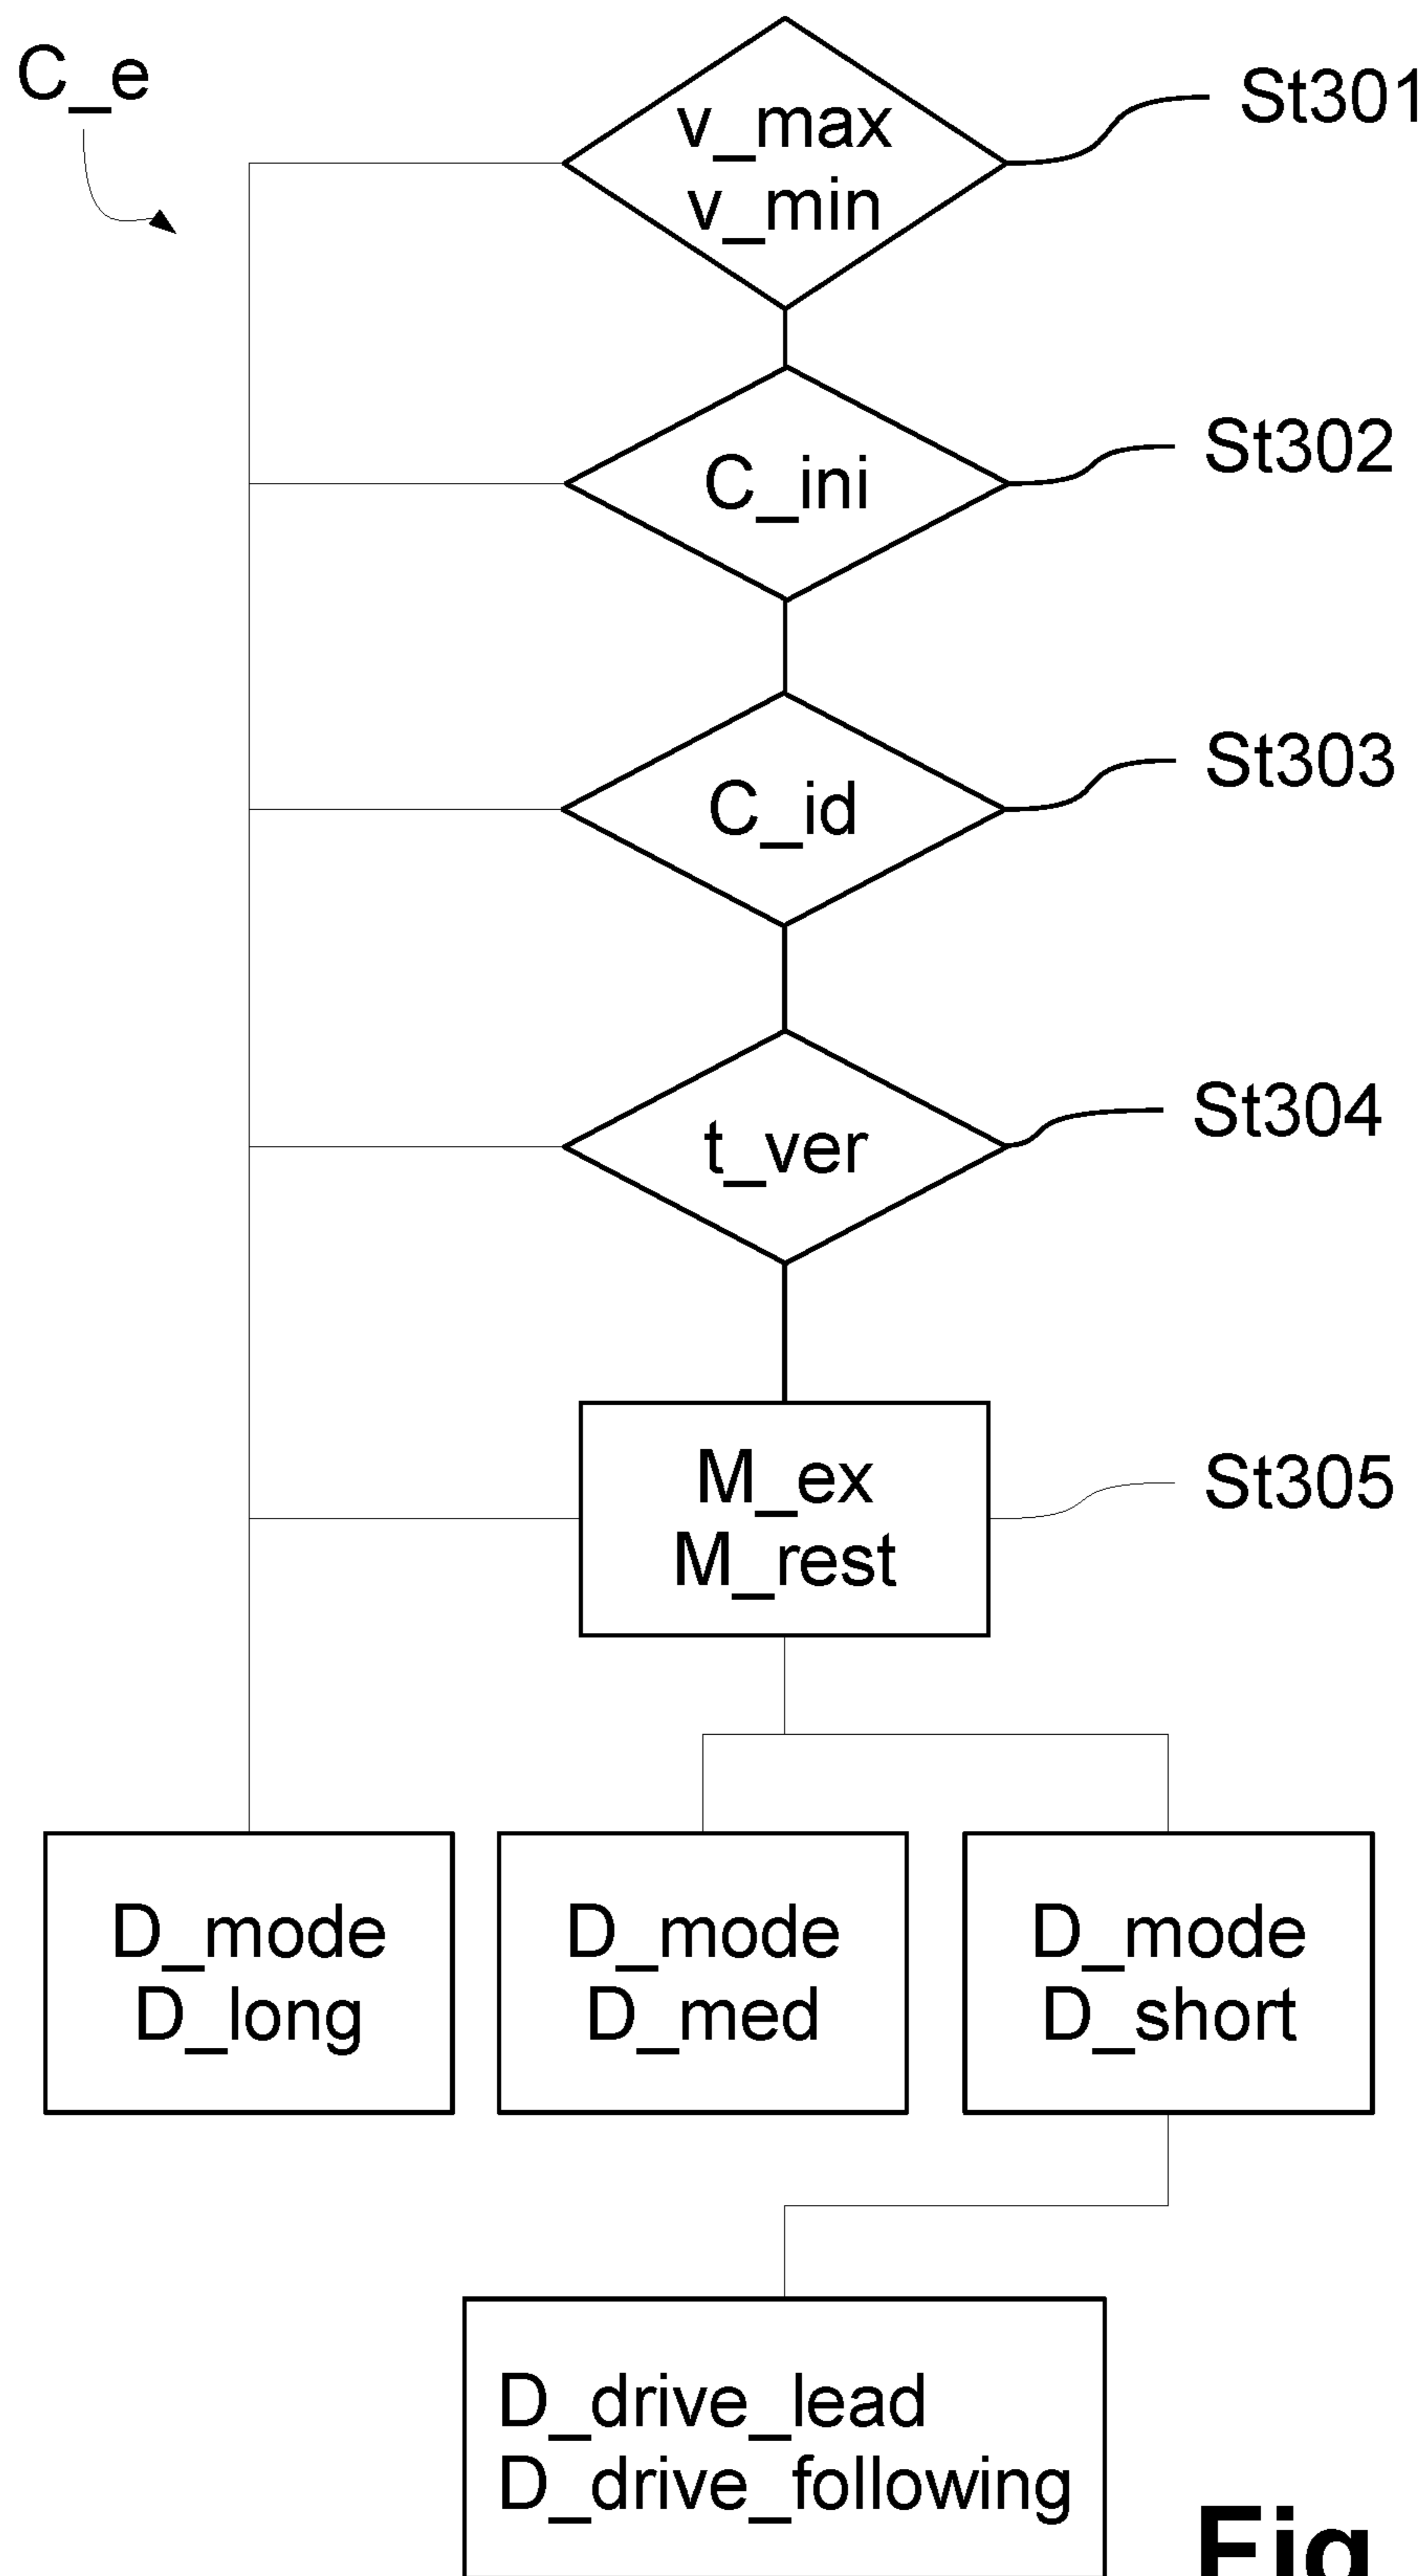 C_e
v_max
v_min
St301
C_ini
St302
C_id
St303
t_ver
St304
M_ex
M_rest
St305
D_mode
D_long
D_mode
D_med
D_mode
D_short
D_drive_lead
D_drive_following
Fig